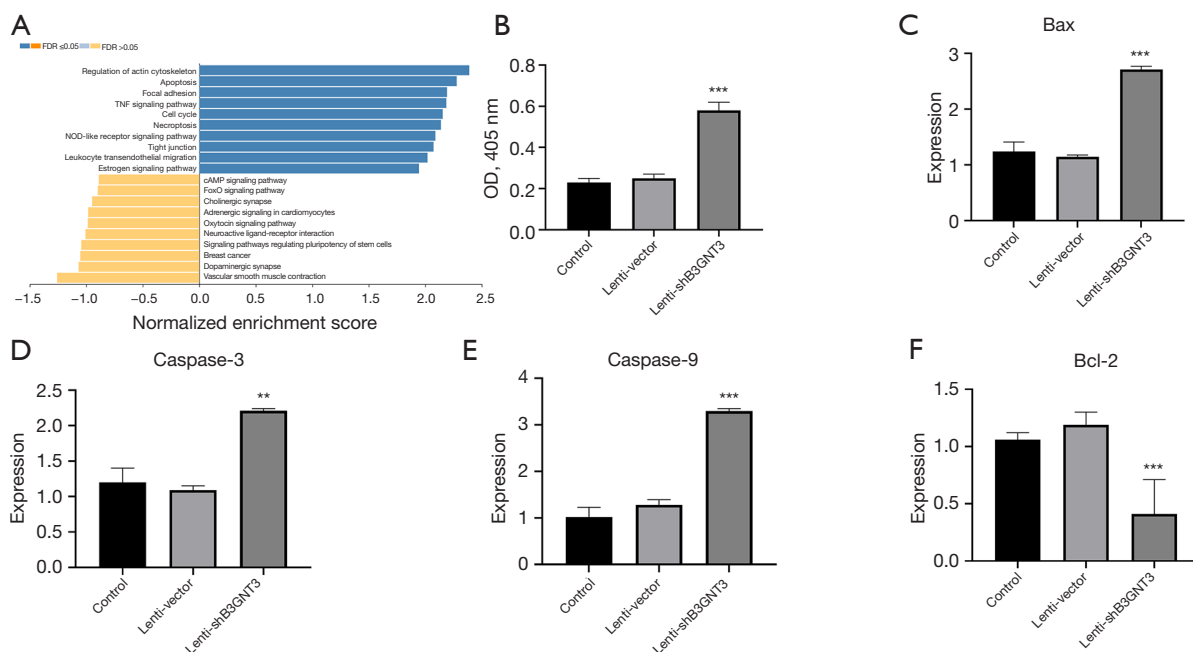 A
FDR ≤0.05 FDR >0.05
Regulation of actin cytoskeleton
Apoptosis
Focal adhesion
TNF signaling pathway
Cell cycle
Necroptosis
NOD-like receptor signaling pathway
Tight junction
Leukocyte transendothelial migration
Estrogen signaling pathway
cAMP signaling pathway
FoxO signaling pathway
Cholinergic synapse
Adrenergic signaling in cardiomyocytes
Oxytocin signaling pathway
Neuroactive ligand-receptor interaction
Signaling pathways regulating pluripotency of stem cells
Breast cancer
Dopaminergic synapse
Vascular smooth muscle contraction
−1.5 −1.0 −0.5 0.0 0.5 1.0 1.5 2.0 2.5
Normalized enrichment score
B
OD, 405 nm
0.8
0.6
0.4
0.2
0.0
***
Control
Lenti-vector
Lenti-shB3GNT3
C
Bax
Expression
3
2
1
0
***
Control
Lenti-vector
Lenti-shB3GNT3
D
Caspase-3
Expression
2.5
2.0
1.5
1.0
0.5
0.0
**
Control
Lenti-vector
Lenti-shB3GNT3
E
Caspase-9
Expression
4
3
2
1
0
***
Control
Lenti-vector
Lenti-shB3GNT3
F
Bcl-2
Expression
1.5
1.0
0.5
0.0
***
Control
Lenti-vector
Lenti-shB3GNT3